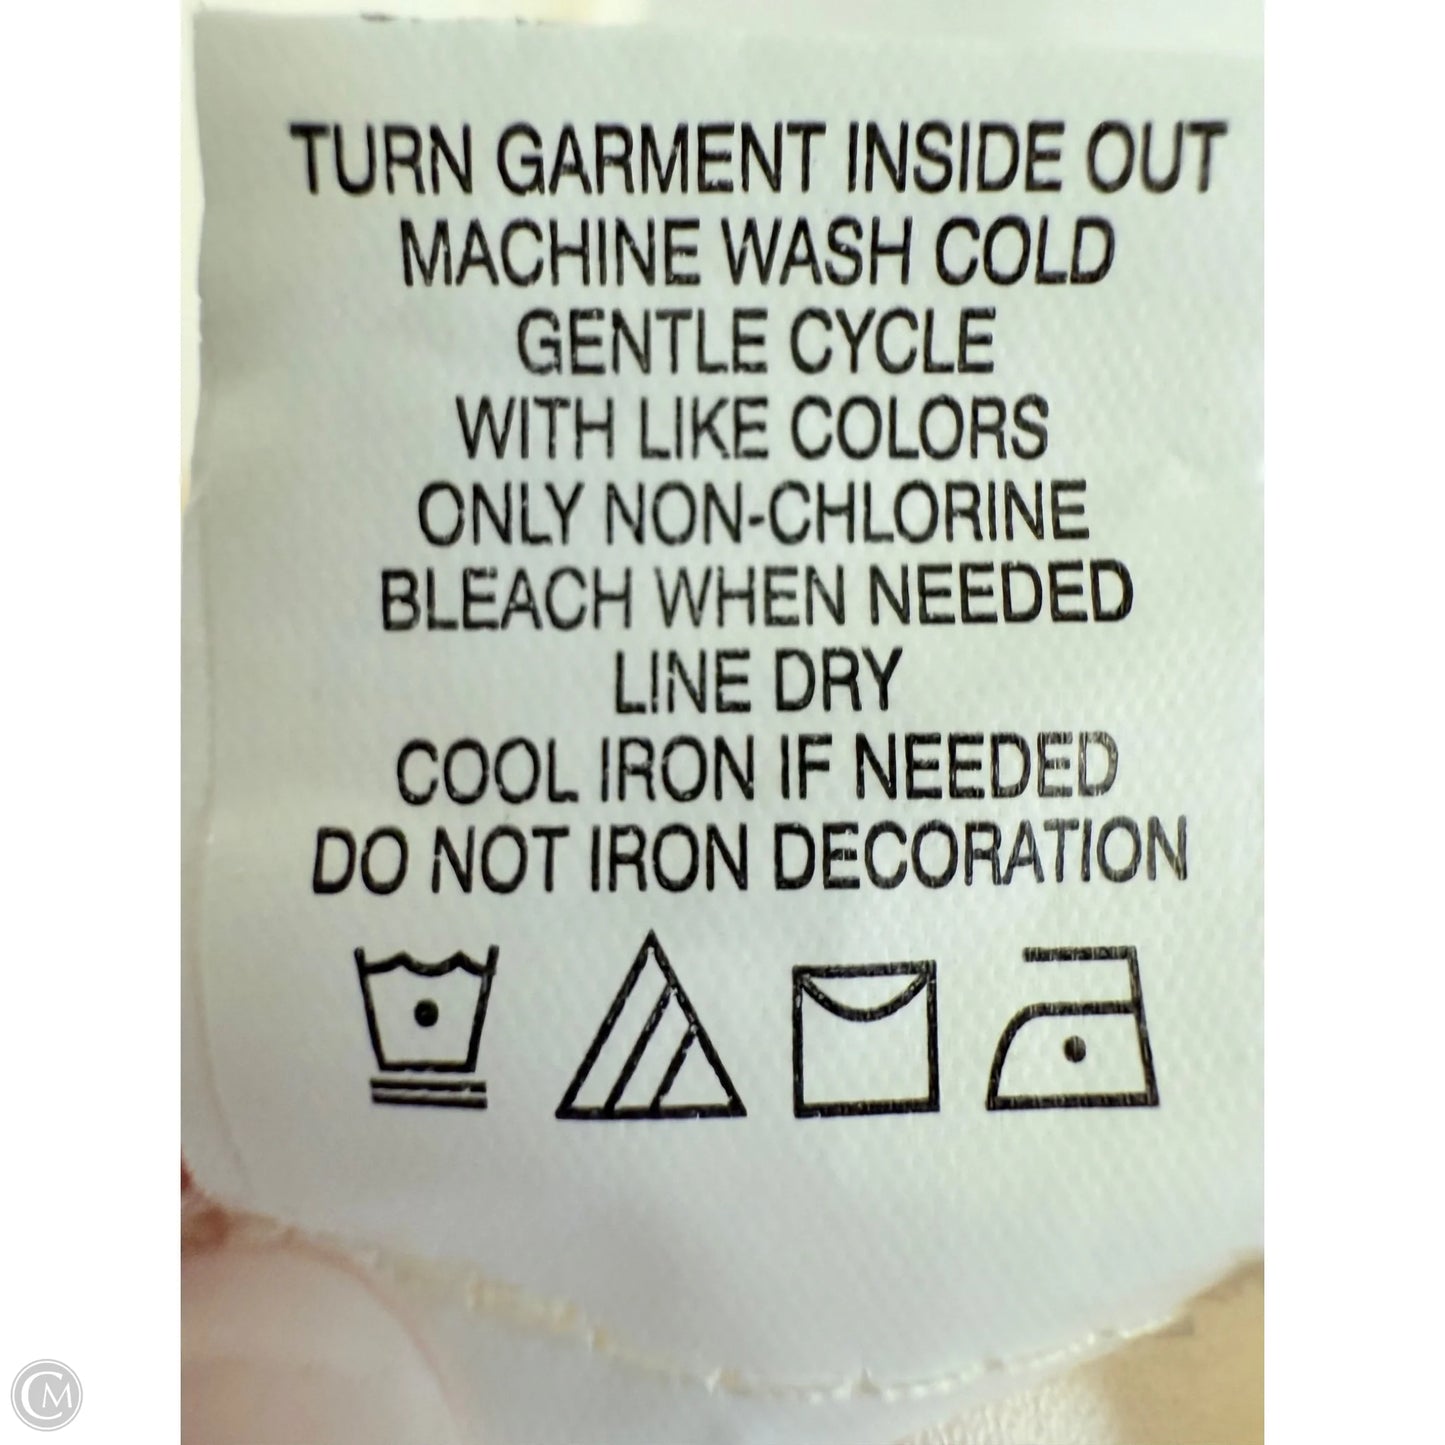 TURN GARMENT INSIDE OUT
MACHINE WASH COLD
GENTLE CYCLE
WITH LIKE COLORS
ONLY NON-CHLORINE
BLEACH WHEN NEEDED
LINE DRY
COOL IRON IF NEEDED
DO NOT IRON DECORATION
CM